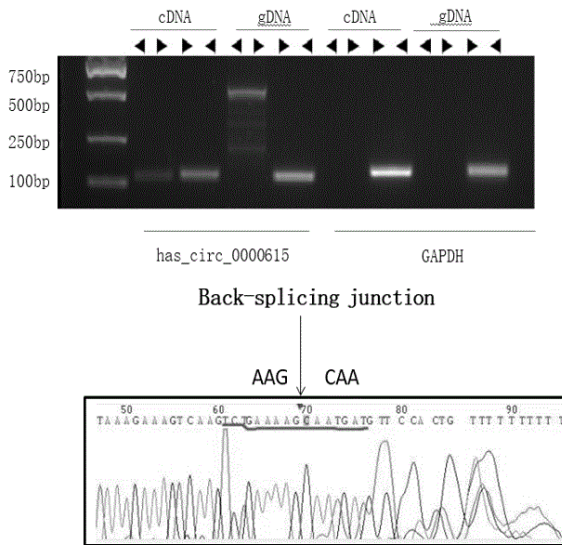 cDNA gDNA cDNA gDNA
750bp
500bp
250bp
100bp
has_circ_0000615 GAPDH
Back-splicing junction
AAG CAA
50 60 70 80 90
TAAAGAAAGTCAAGTCTGAAAAGCAATGATGTTCCACTG TTTTTTTTTT